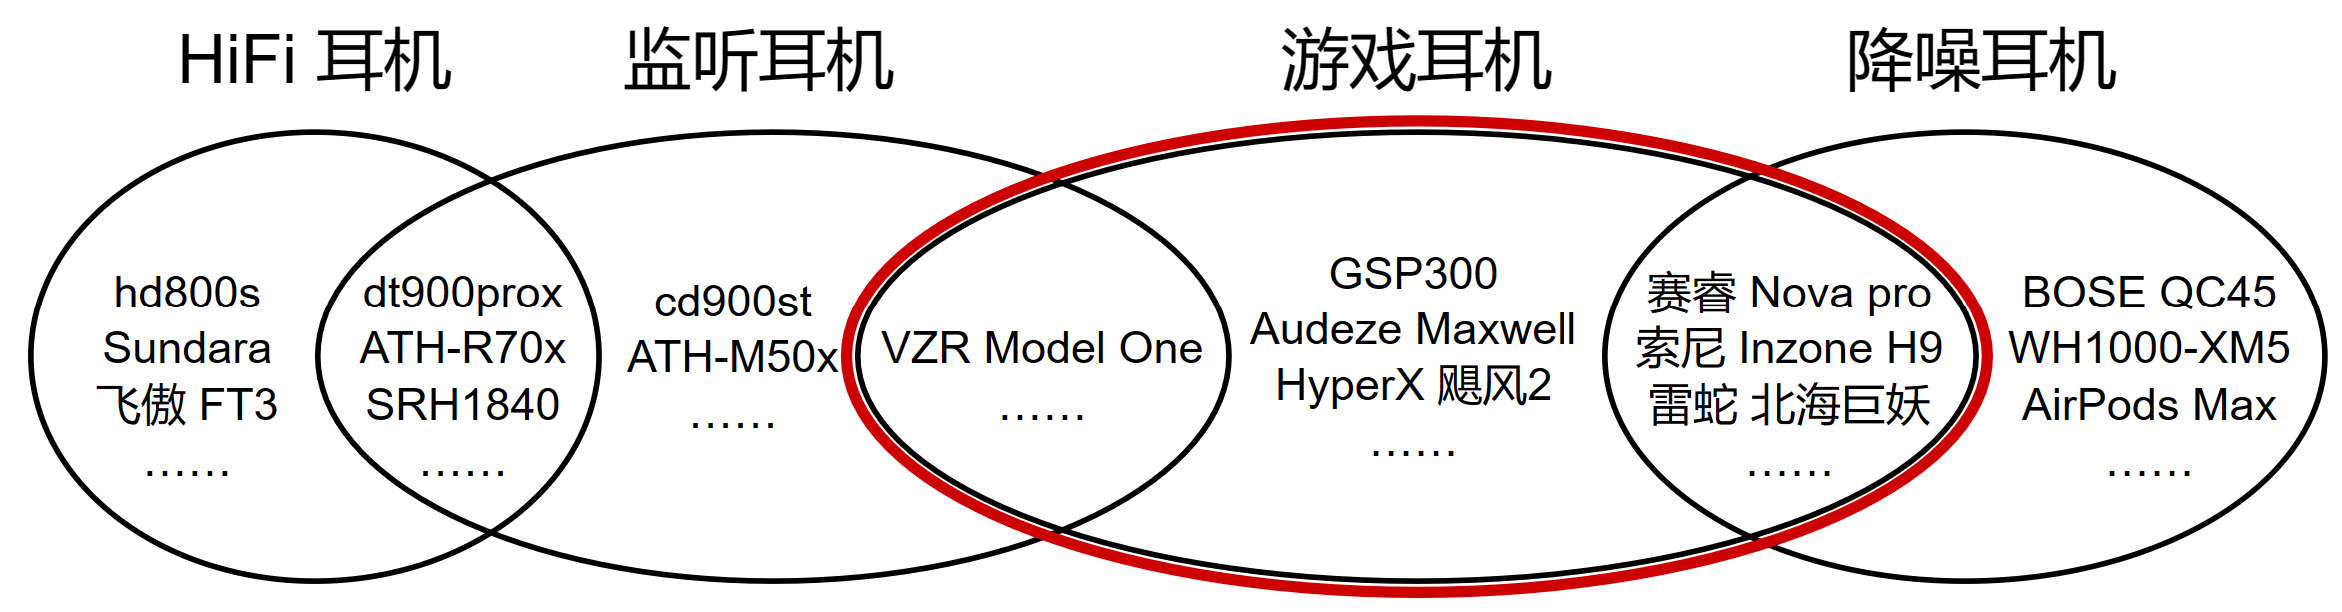 HiFi 耳机
监听耳机
游戏耳机
降噪耳机
hd800s
Sundara
飞傲 FT3
......
dt900prox
ATH-R70x
SRH1840
......
cd900st
ATH-M50x
......
VZR Model One
......
GSP300
Audeze Maxwell
HyperX 飓风2
......
赛睿 Nova pro
索尼 Inzone H9
雷蛇 北海巨妖
......
BOSE QC45
WH1000-XM5
AirPods Max
......